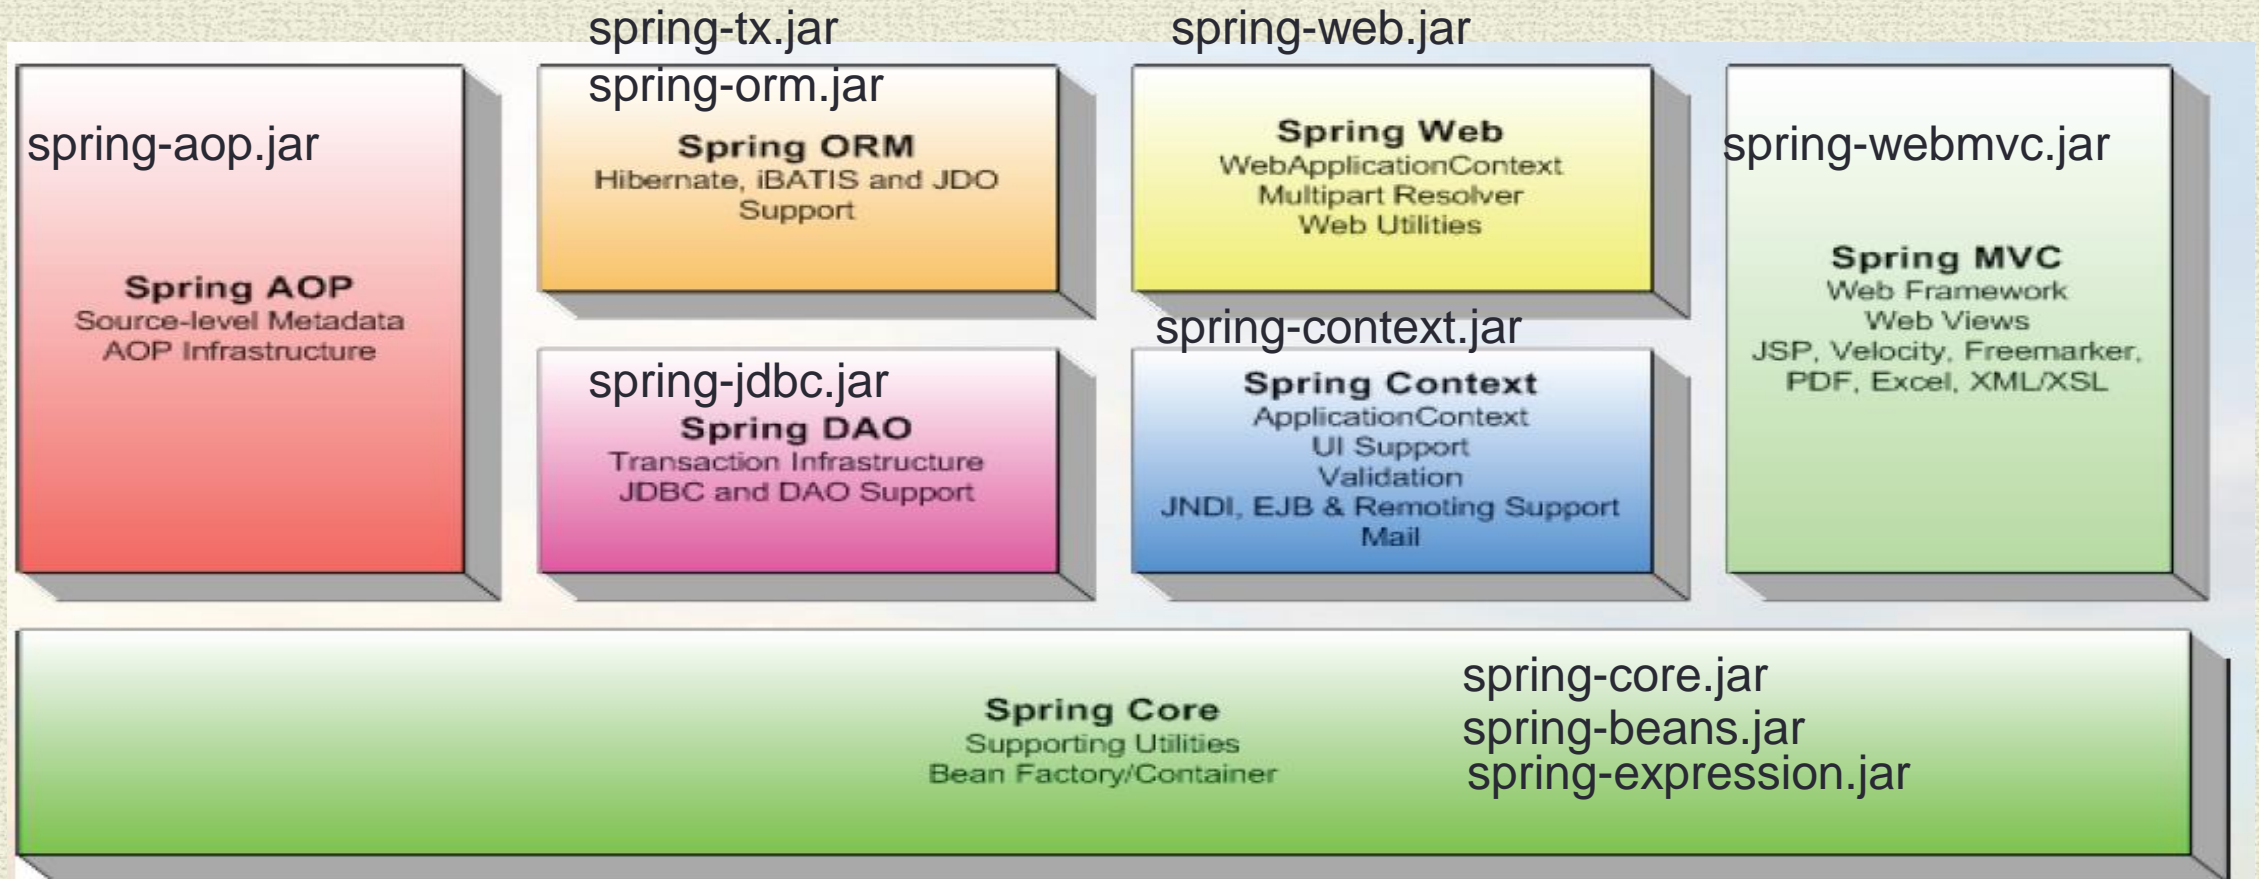 spring-tx.jar
spring-web.jar
spring-orm.jar
spring-aop.jar
Spring ORM
Hibernate, iBATIS and JDO
Support
Spring Web
WebApplicationContext
Multipart Resolver
Web Utilities
spring-webmvc.jar
Spring AOP
Source-level Metadata
AOP Infrastructure
Spring MVC
Web Framework
Web Views
JSP, Velocity, Freemarker,
PDF, Excel, XML/XSL
spring-jdbc.jar
Spring DAO
Transaction Infrastructure
JDBC and DAO Support
spring-context.jar
Spring Context
ApplicationContext
UI Support
Validation
JNDI, EJB & Remoting Support
Mail
Spring Core
Supporting Utilities
Bean Factory/Container
spring-core.jar
spring-beans.jar
spring-expression.jar